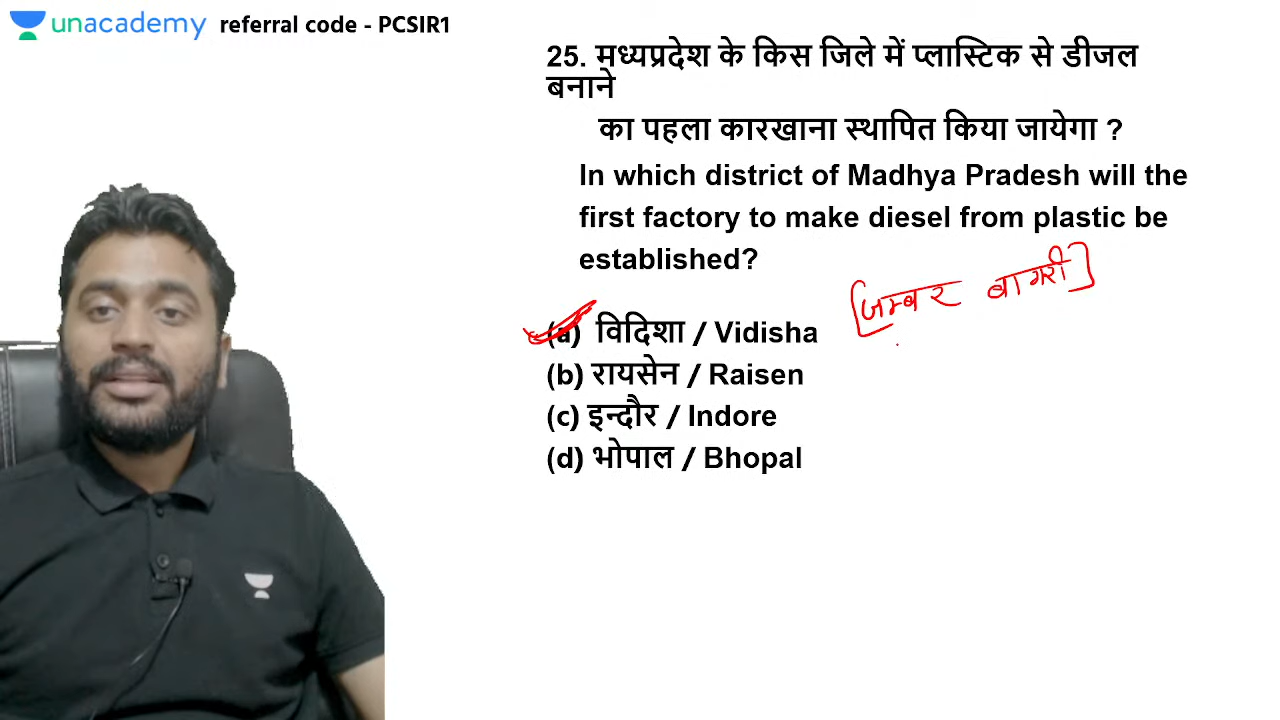 unacademy referral code - PCSIR1
25. मध्यप्रदेश के किस जिले में प्लास्टिक से डीजल
बनाने
का पहला कारखाना स्थापित किया जायेगा ?
In which district of Madhya Pradesh will the
first factory to make diesel from plastic be
established?
[जम्बर बागरी]
(a) विदिशा / Vidisha
(b) रायसेन / Raisen
(c) इन्दौर / Indore
(d) भोपाल / Bhopal